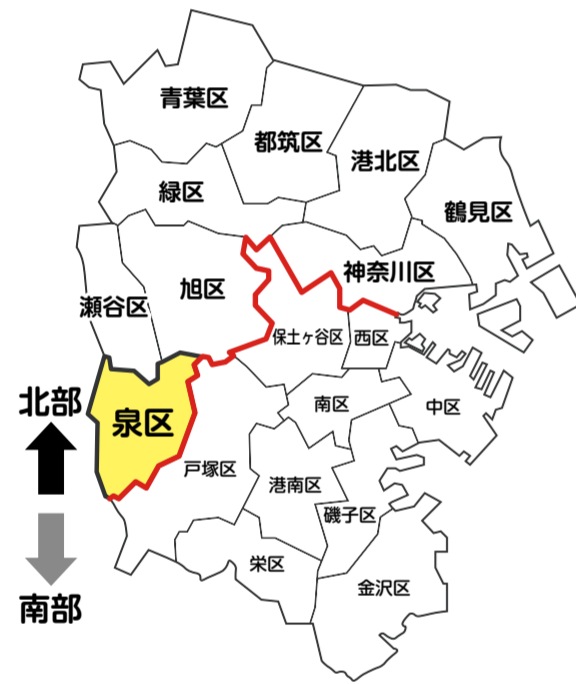 青葉区
都筑区
港北区
緑区
鶴見区
神奈川区
旭区
瀬谷区
保土ヶ谷区
西区
北部
泉区
南区
中区
戸塚区
港南区
磯子区
栄区
金沢区
南部